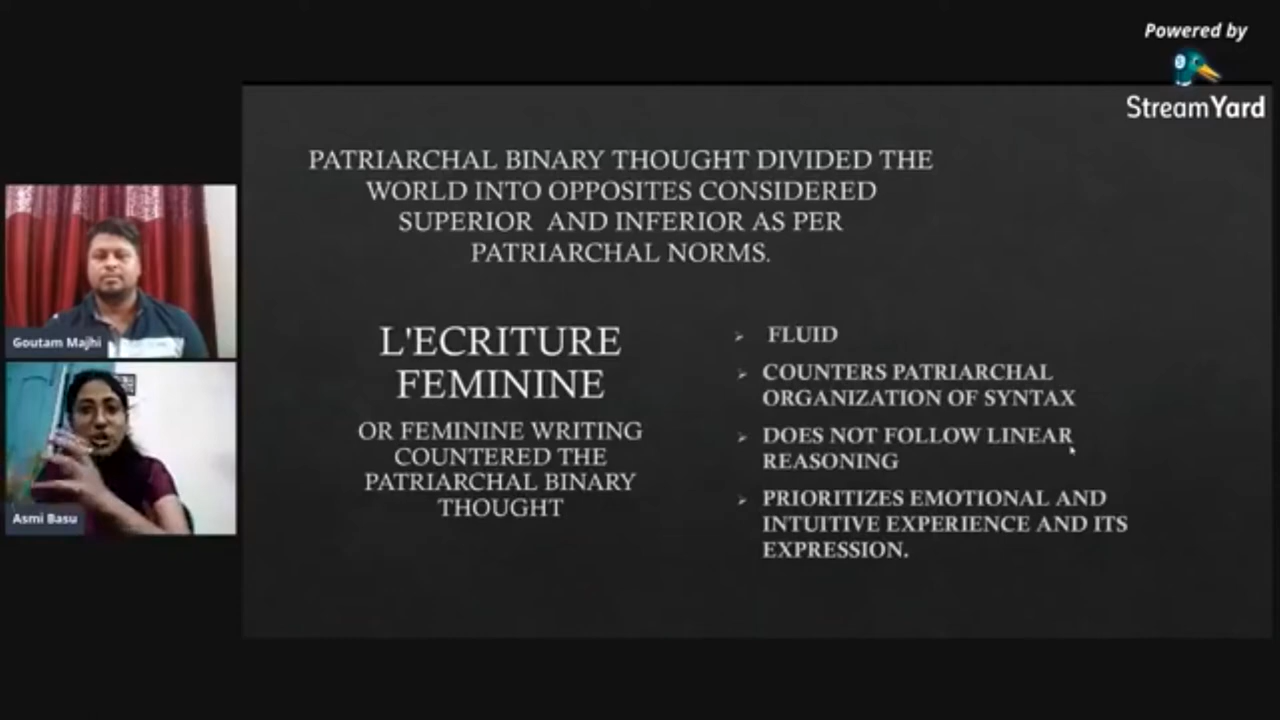 Powered by
StreamYard
PATRIARCHAL BINARY THOUGHT DIVIDED THE
WORLD INTO OPPOSITES CONSIDERED
SUPERIOR AND INFERIOR AS PER
PATRIARCHAL NORMS.
L'ECRITURE
FEMININE
OR FEMININE WRITING
COUNTERED THE
PATRIARCHAL BINARY
THOUGHT
FLUID
COUNTERS PATRIARCHAL
ORGANIZATION OF SYNTAX
DOES NOT FOLLOW LINEAR
REASONING
PRIORITIZES EMOTIONAL AND
INTUITIVE EXPERIENCE AND ITS
EXPRESSION.
Goutam Majhi
Asmi Basu